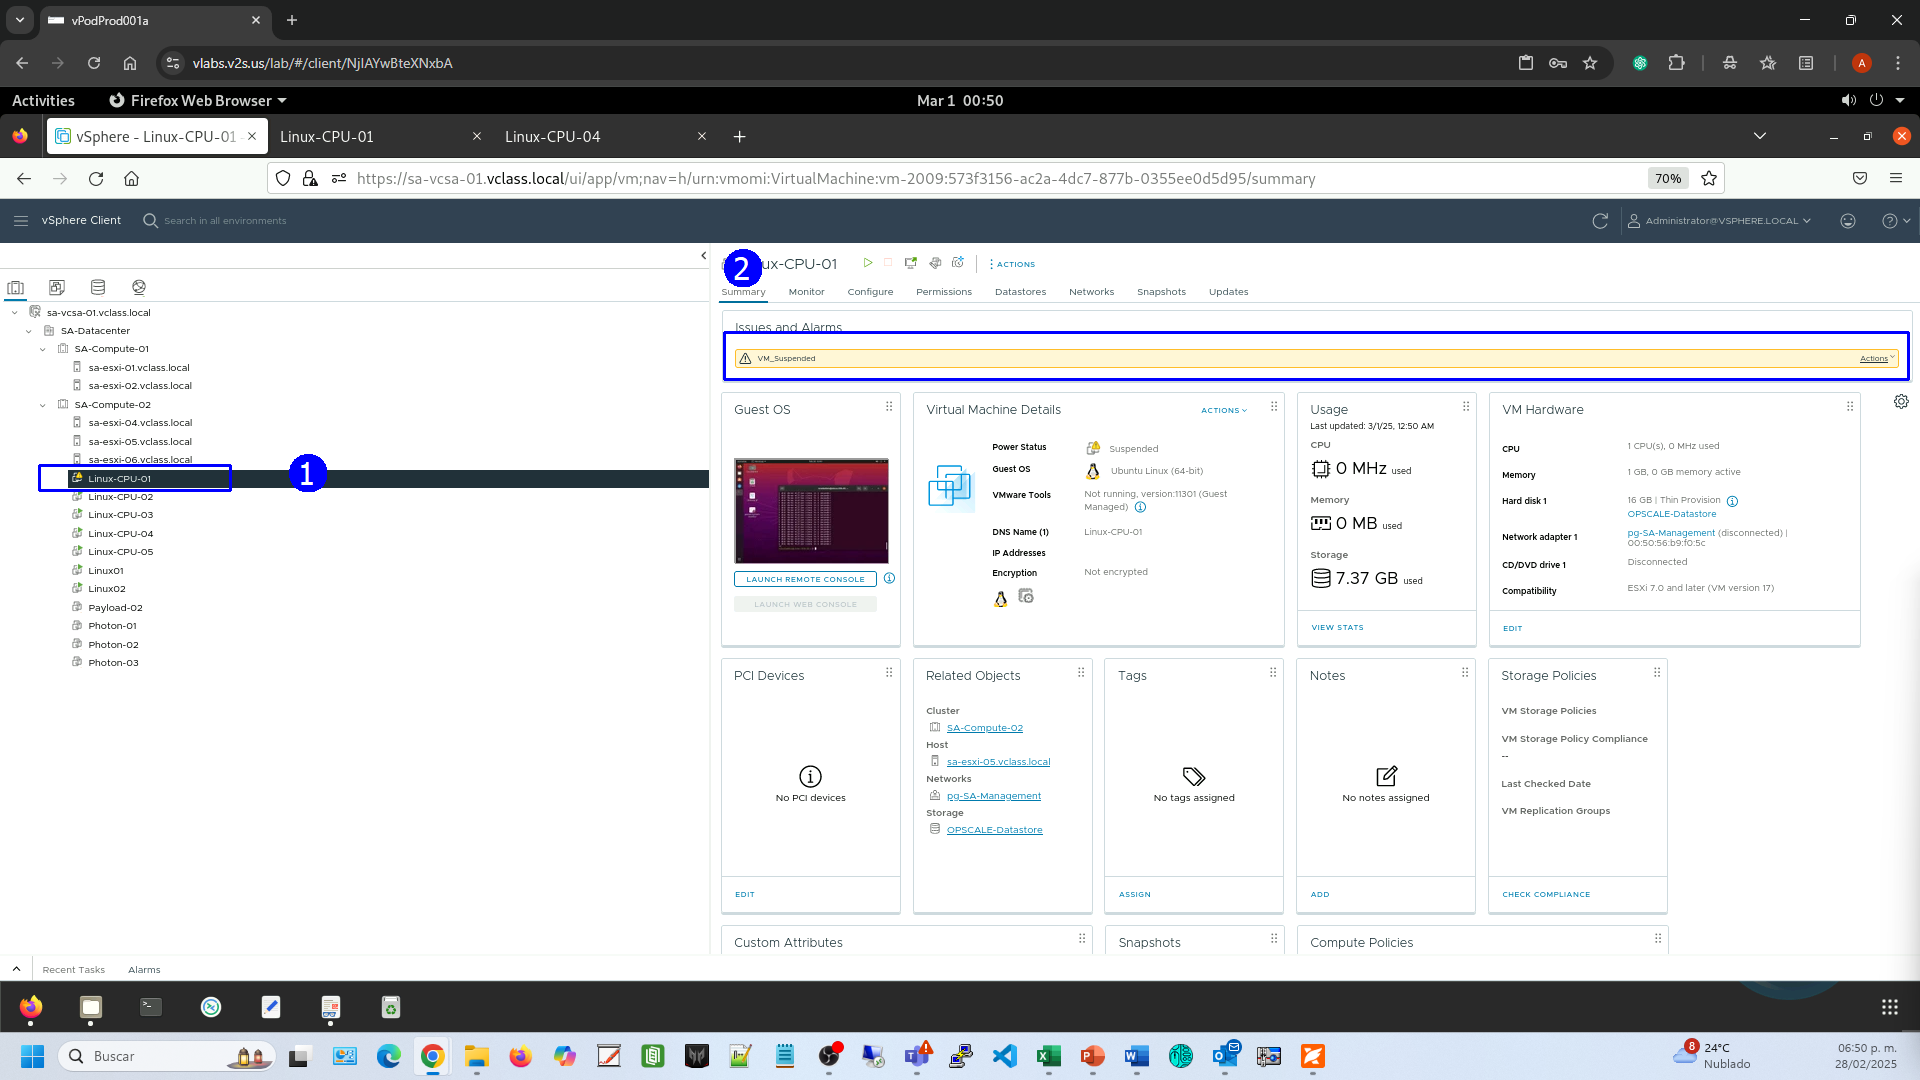 vPodProd001a
vlabs.v2s.us/lab/#/client/NjIAYwBteXNxbA
A
Activities
Firefox Web Browser
Mar 1 00:50
vSphere - Linux-CPU-01
Linux-CPU-01
Linux-CPU-04
https://sa-vcsa-01.vclass.local/ui/app/vm;nav=h/urn:vmomi:VirtualMachine:vm-2009:573f3156-ac2a-4dc7-877b-0355ee0d5d95/summary
70%
vSphere Client
Search in all environments
Administrator@VSPHERE.LOCAL
sa-vcsa-01.vclass.local
SA-Datacenter
SA-Compute-01
sa-esxi-01.vclass.local
sa-esxi-02.vclass.local
SA-Compute-02
sa-esxi-04.vclass.local
sa-esxi-05.vclass.local
sa-esxi-06.vclass.local
Linux-CPU-01
1
Linux-CPU-02
Linux-CPU-03
Linux-CPU-04
Linux-CPU-05
Linux01
Linux02
Payload-02
Photon-01
Photon-02
Photon-03
2
ux-CPU-01
ACTIONS
Summary
Monitor
Configure
Permissions
Datastores
Networks
Snapshots
Updates
Issues and Alarms
VM_Suspended
Actions
Guest OS
LAUNCH REMOTE CONSOLE
LAUNCH WEB CONSOLE
Virtual Machine Details
ACTIONS
Power Status
Suspended
Guest OS
Ubuntu Linux (64-bit)
VMware Tools
Not running, version:11301 (Guest
Managed)
DNS Name (1)
Linux-CPU-01
IP Addresses
Encryption
Not encrypted
Usage
Last updated: 3/1/25, 12:50 AM
CPU
0 MHz used
Memory
0 MB used
Storage
7.37 GB used
VIEW STATS
VM Hardware
CPU
1 CPU(s), 0 MHz used
Memory
1 GB, 0 GB memory active
Hard disk 1
16 GB | Thin Provision
OPSCALE-Datastore
Network adapter 1
pg-SA-Management (disconnected) |
00:50:56:b9:f0:5c
CD/DVD drive 1
Disconnected
Compatibility
ESXi 7.0 and later (VM version 17)
EDIT
PCI Devices
No PCI devices
EDIT
Related Objects
Cluster
SA-Compute-02
Host
sa-esxi-05.vclass.local
Networks
pg-SA-Management
Storage
OPSCALE-Datastore
Tags
No tags assigned
ASSIGN
Notes
No notes assigned
ADD
Storage Policies
VM Storage Policies
VM Storage Policy Compliance
--
Last Checked Date
VM Replication Groups
CHECK COMPLIANCE
Custom Attributes
Snapshots
Compute Policies
Recent Tasks
Alarms
Buscar
8
24°C
Nublado
06:50 p. m.
28/02/2025